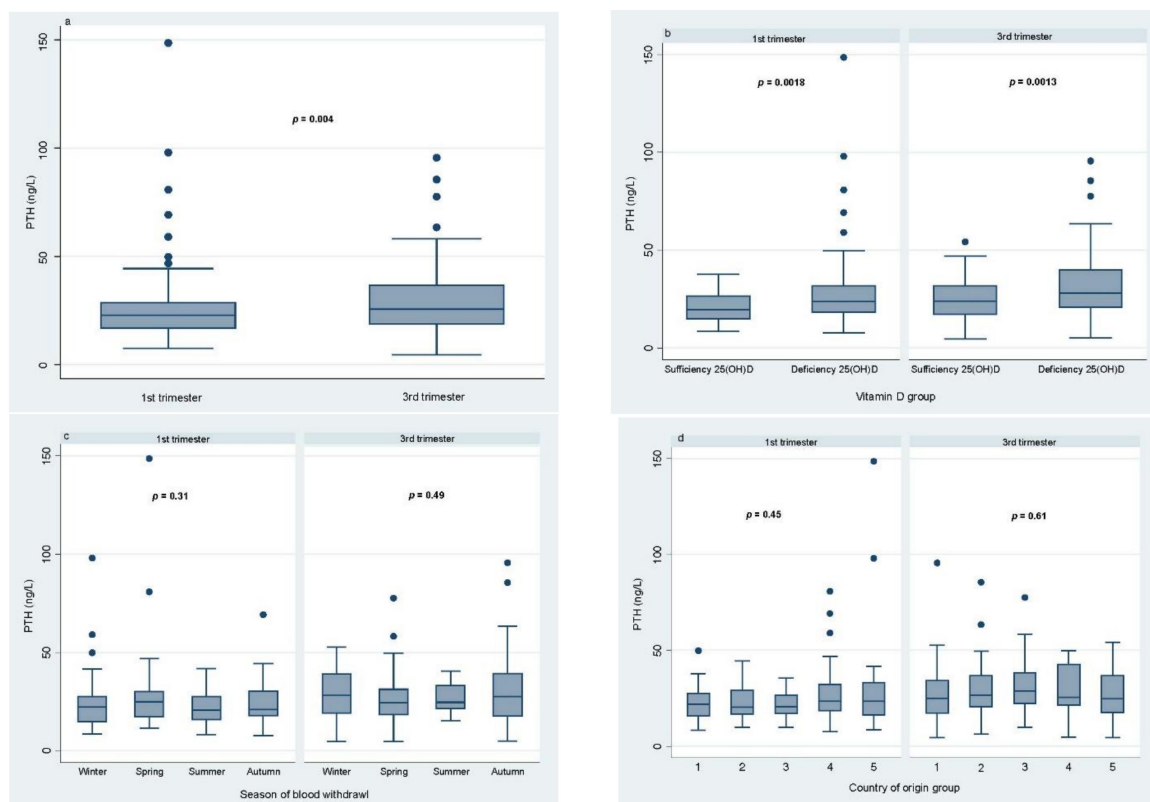 a
150
100
50
0
PTH (ng/L)
p = 0.004
1st trimester 3rd trimester
b
1st trimester 3rd trimester
150
100
50
0
PTH (ng/L)
p = 0.0018 p = 0.0013
Sufficiency 25(OH)D Deficiency 25(OH)D Sufficiency 25(OH)D Deficiency 25(OH)D
Vitamin D group
c
1st trimester 3rd trimester
150
100
50
0
PTH (ng/L)
p = 0.31 p = 0.49
Winter Spring Summer Autumn Winter Spring Summer Autumn
Season of blood withdrawl
d
1st trimester 3rd tirmester
150
100
50
0
PTH (ng/L)
p = 0.45 p = 0.61
1 2 3 4 5 1 2 3 4 5
Country of origin group